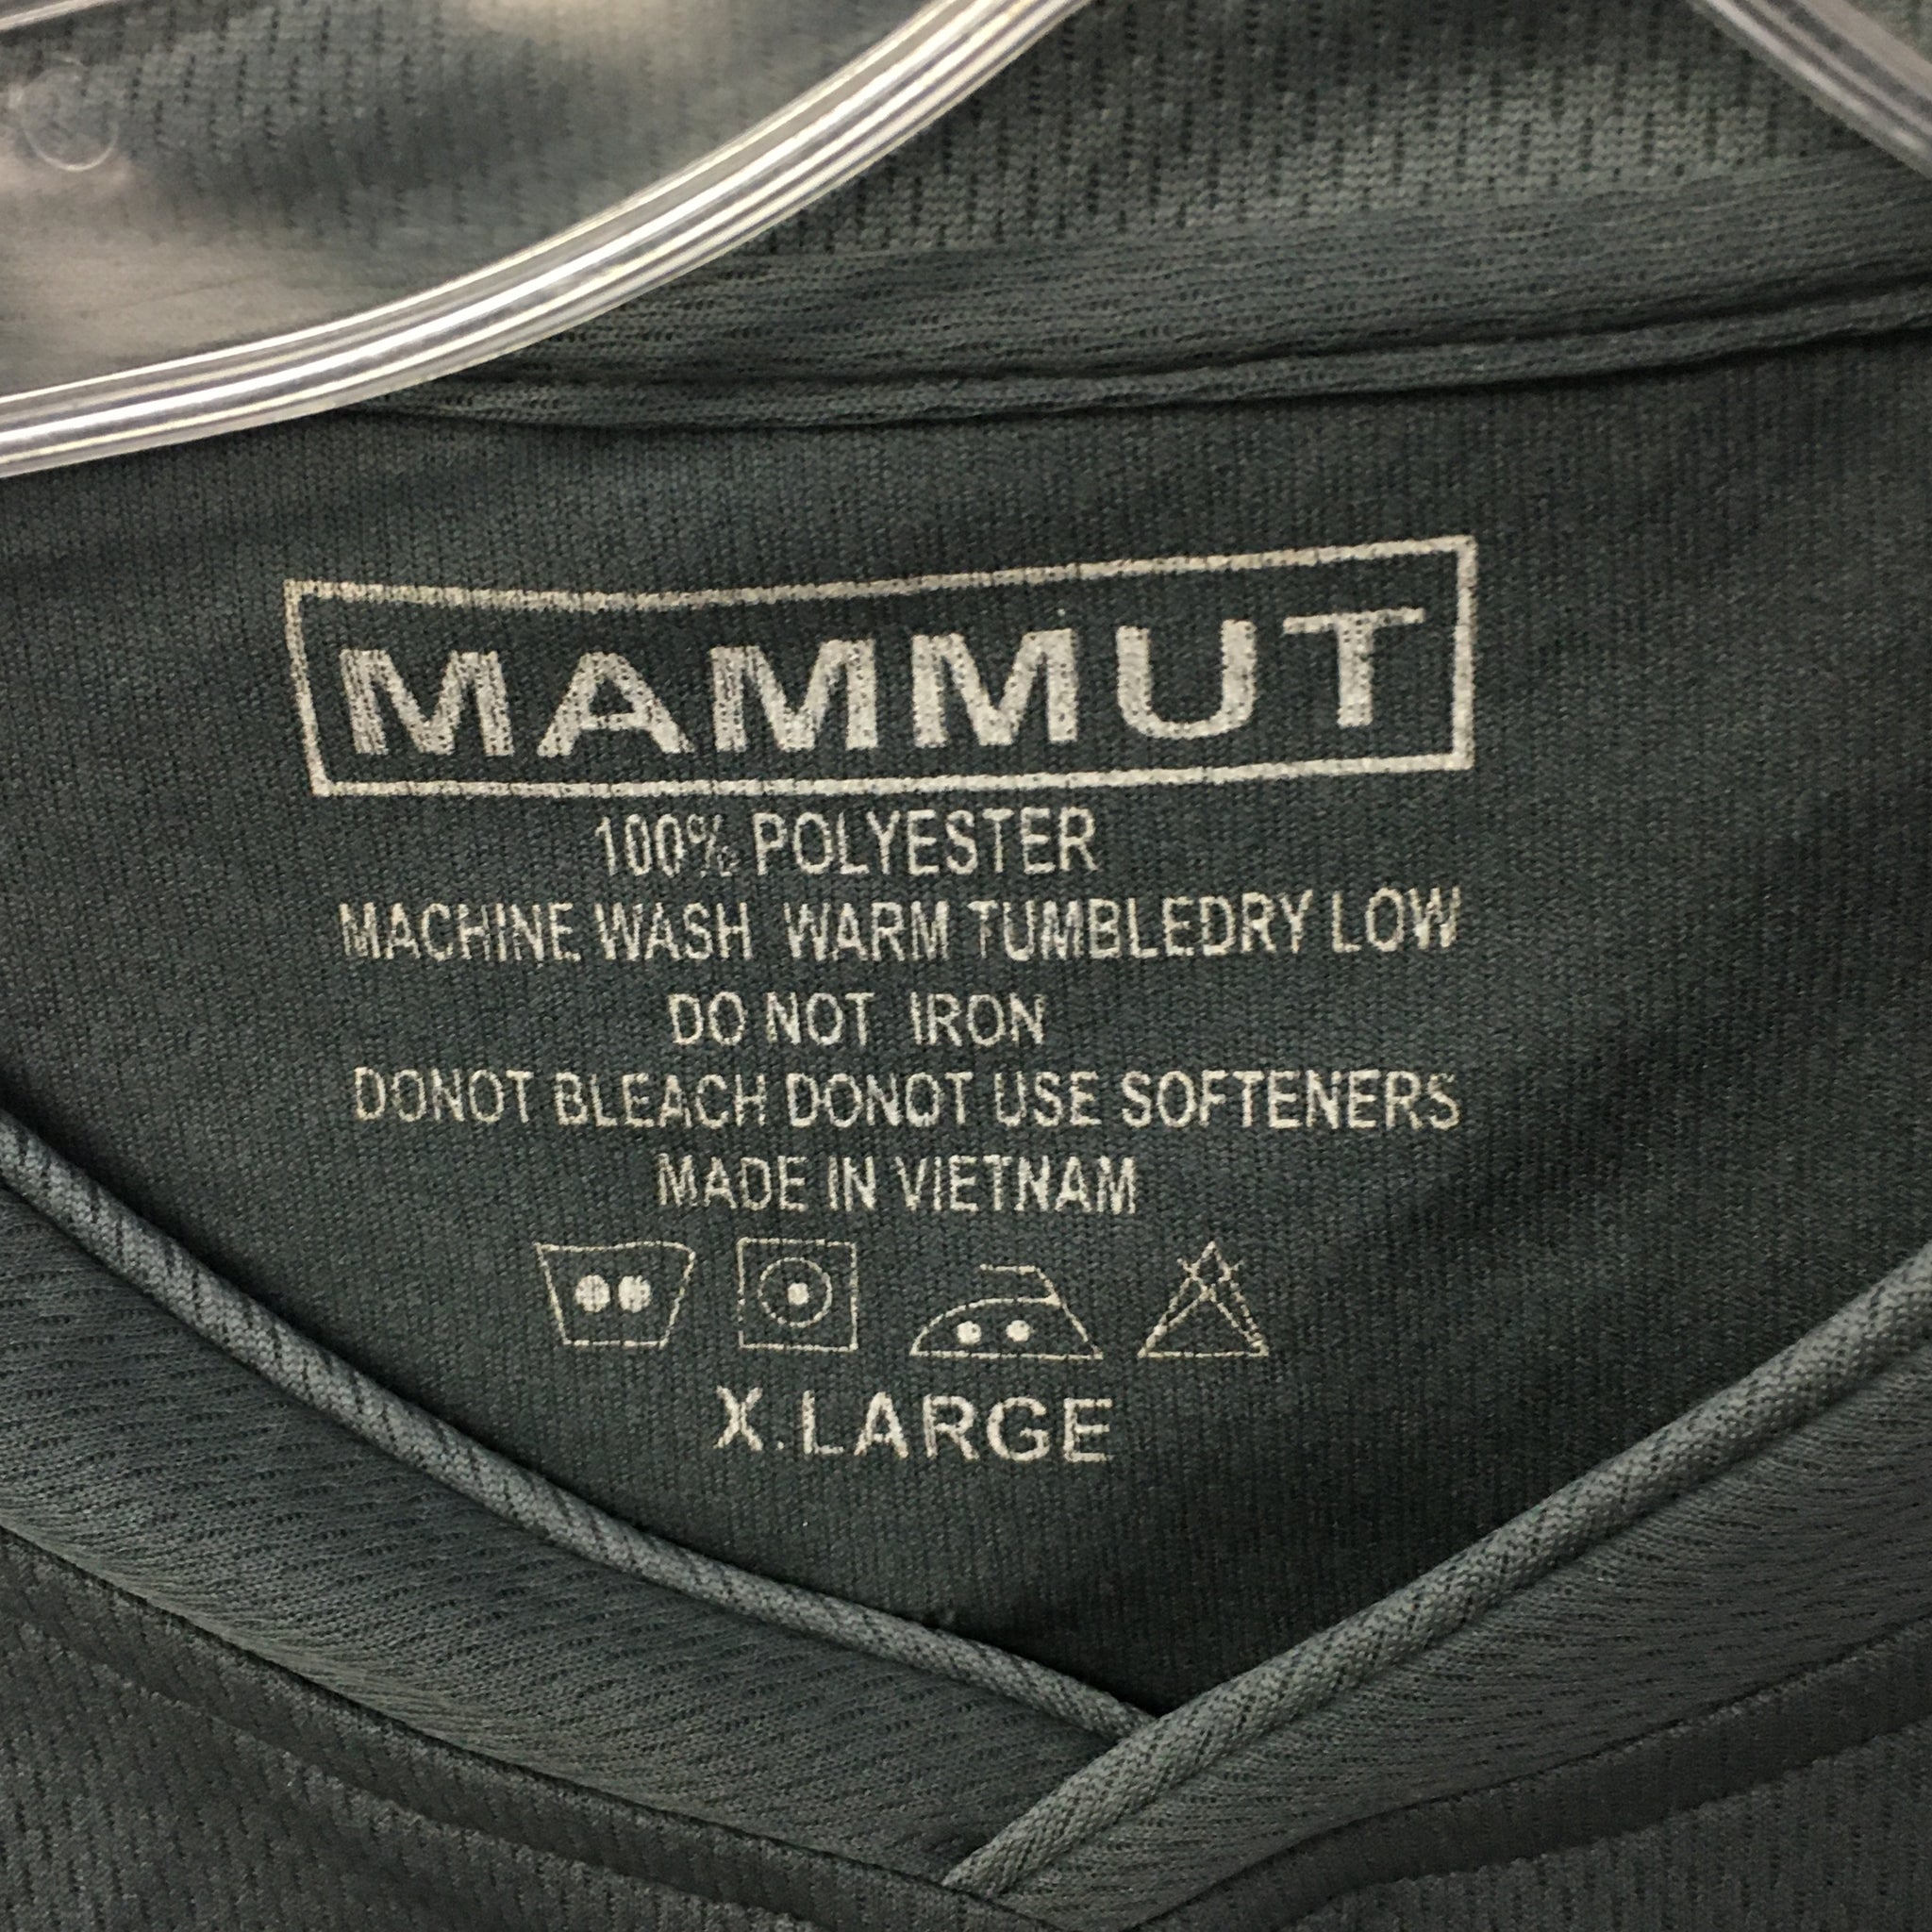 MAMMUT
100% POLYESTER
MACHINE WASH WARM TUMBLEDRY LOW
DO NOT IRON
DONOT BLEACH DONOT USE SOFTENERS
MADE IN VIETNAM
X.LARGE